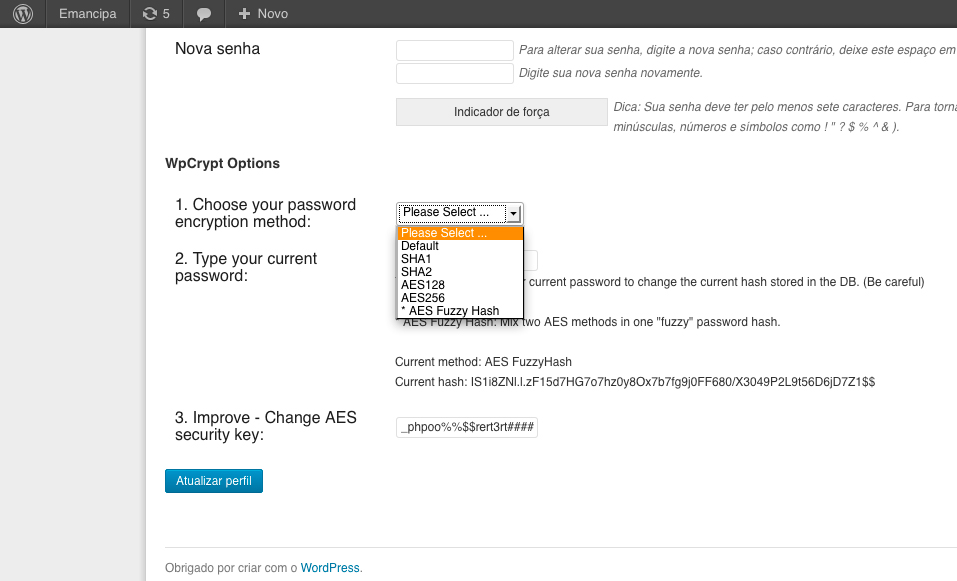 Emancipa 5 + Novo
Nova senha
Para alterar sua senha, digite a nova senha; caso contrário, deixe este espaço em
Digite sua nova senha novamente.
Indicador de força
Dica: Sua senha deve ter pelo menos sete caracteres. Para torna
minúsculas, números e símbolos como ! " ? $ % ^ & ).
WpCrypt Options
1. Choose your password
encryption method:
Please Select ...
Please Select ...
Default
SHA1
SHA2
AES128
AES256
* AES Fuzzy Hash
2. Type your current
password:
current password to change the current hash stored in the DB. (Be careful)
AES Fuzzy Hash: Mix two AES methods in one "fuzzy" password hash.
Current method: AES FuzzyHash
Current hash: IS1i8ZNl.l.zF15d7HG7o7hz0y8Ox7b7fg9j0FF680/X3049P2L9t56D6jD7Z1$$
3. Improve - Change AES
security key:
_phpoo%%$$rert3rt####
Atualizar perfil
Obrigado por criar com o WordPress.